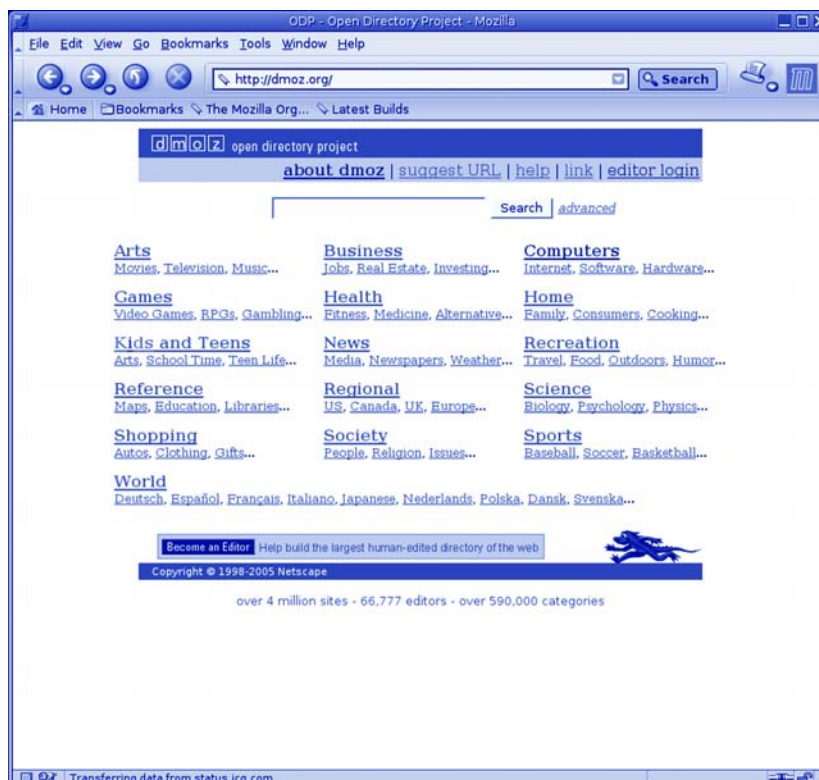 ODP - Open Directory Project - Mozilla
File Edit View Go Bookmarks Tools Window Help
http://dmoz.org/ Search
Home Bookmarks The Mozilla Org... Latest Builds
dmoz open directory project
about dmoz | suggest URL | help | link | editor login
Search advanced
Arts Business Computers
Movies, Television, Music... Jobs, Real Estate, Investing... Internet, Software, Hardware...
Games Health Home
Video Games, RPGs, Gambling... Fitness, Medicine, Alternative... Family, Consumers, Cooking...
Kids and Teens News Recreation
Arts, School Time, Teen Life... Media, Newspapers, Weather... Travel, Food, Outdoors, Humor...
Reference Regional Science
Maps, Education, Libraries... US, Canada, UK, Europe... Biology, Psychology, Physics...
Shopping Society Sports
Autos, Clothing, Gifts... People, Religion, Issues... Baseball, Soccer, Basketball...
World
Deutsch, Español, Français, Italiano, Japanese, Nederlands, Polska, Dansk, Svenska...
Become an Editor Help build the largest human-edited directory of the web
Copyright © 1998-2005 Netscape
over 4 million sites - 66,777 editors - over 590,000 categories
Transferring data from status.icq.com